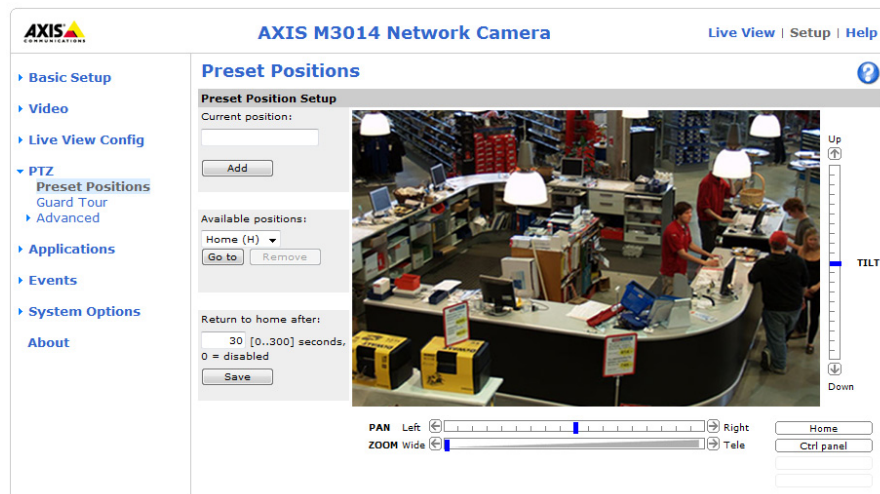 AXIS
COMMUNICATIONS
AXIS M3014 Network Camera
Live View | Setup | Help
Basic Setup
Video
Live View Config
PTZ
Preset Positions
Guard Tour
Advanced
Applications
Events
System Options
About
Preset Positions
?
Preset Position Setup
Current position:
Add
Available positions:
Home (H)
Go to Remove
Return to home after:
30 [0..300] seconds,
0 = disabled
Save
Up
TILT
Down
PAN Left Right
ZOOM Wide Tele
Home
Ctrl panel